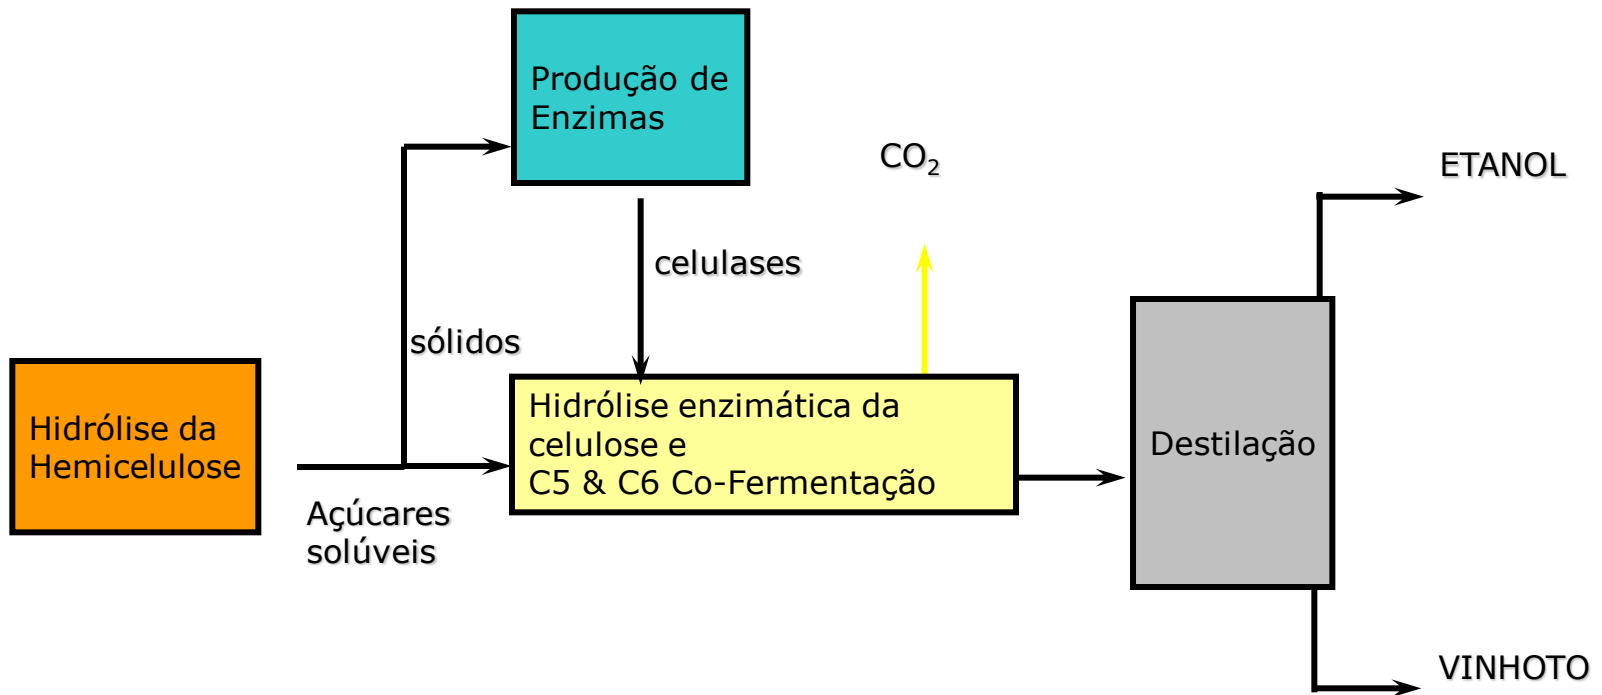 Produção de
Enzimas
CO₂
ETANOL
celulases
sólidos
Hidrólise da
Hemicelulose
Hidrólise enzimática da
celulose e
C5 & C6 Co-Fermentação
Destilação
Açúcares
solúveis
VINHOTO